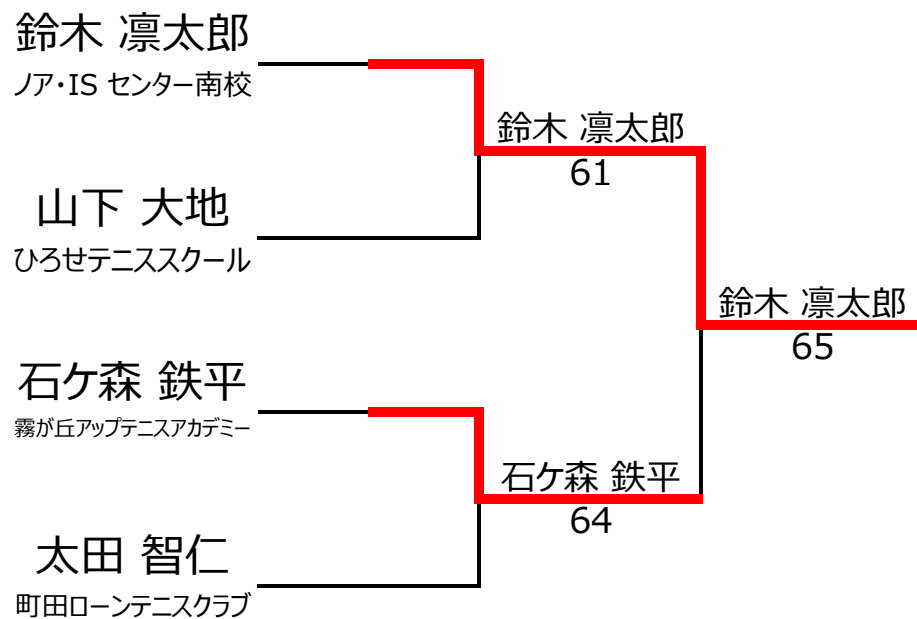 鈴木 凛太郎
ノア・IS センター南校
鈴木 凛太郎
61
山下 大地
ひろせテニススクール
鈴木 凛太郎
65
石ケ森 鉄平
霧が丘アップテニスアカデミー
石ケ森 鉄平
64
太田 智仁
町田ローンテニスクラブ